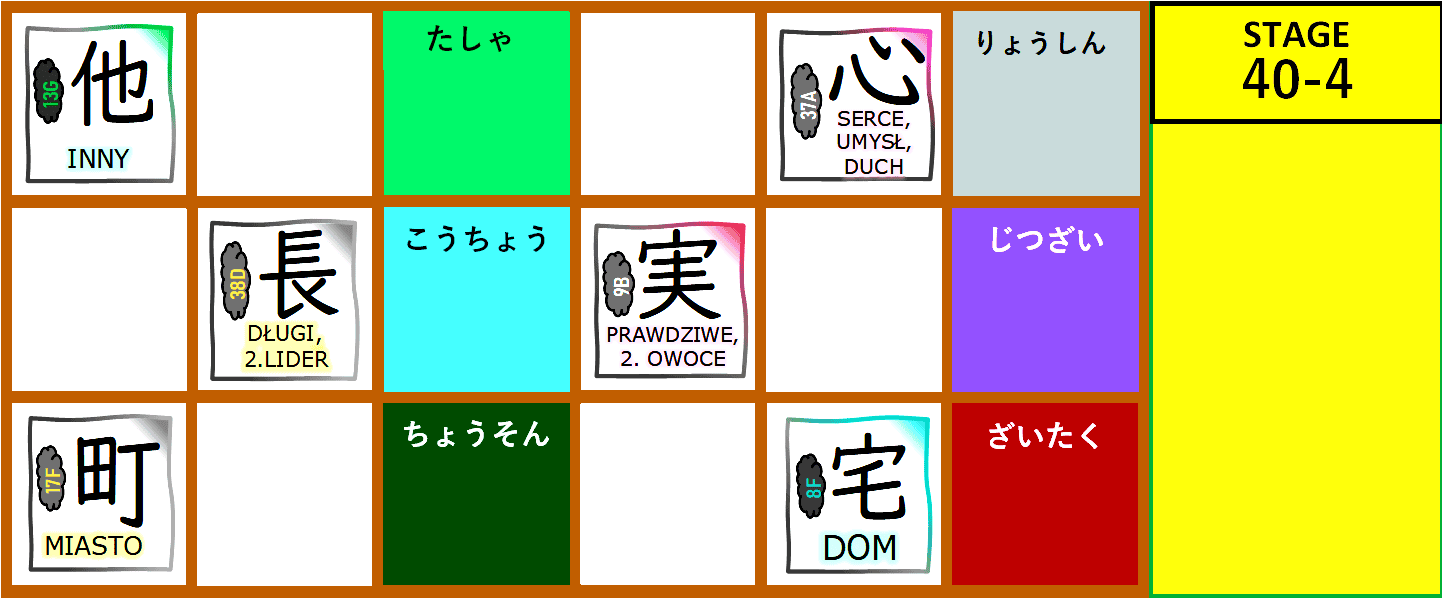 他
13G
INNY
たしゃ
心
37A
SERCE,
UMYSŁ,
DUCH
りょうしん
STAGE
40-4
長
38D
DŁUGI,
2.LIDER
こうちょう
実
9B
PRAWDZIWE,
2. OWOCE
じつざい
町
17F
MIASTO
ちょうそん
宅
8F
DOM
ざいたく